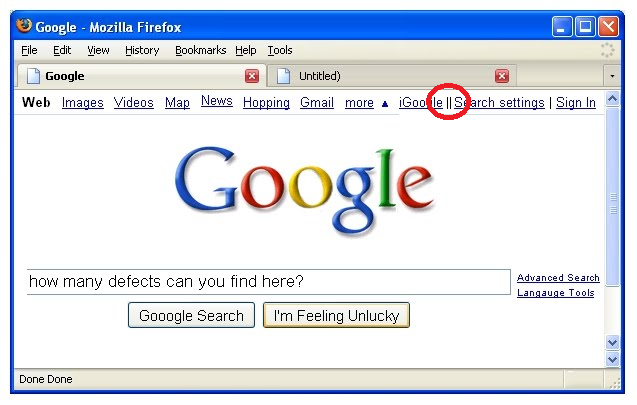 Google - Mozilla Firefox
File Edit View History Bookmarks Help Tools
Google Untitled)
Web Images Videos Map News Hopping Gmail more ▲ iGoogle || Search settings | Sign In
Google
how many defects can you find here? Advanced Search
Langauge Tools
Gooogle Search I'm Feeling Unlucky
Done Done